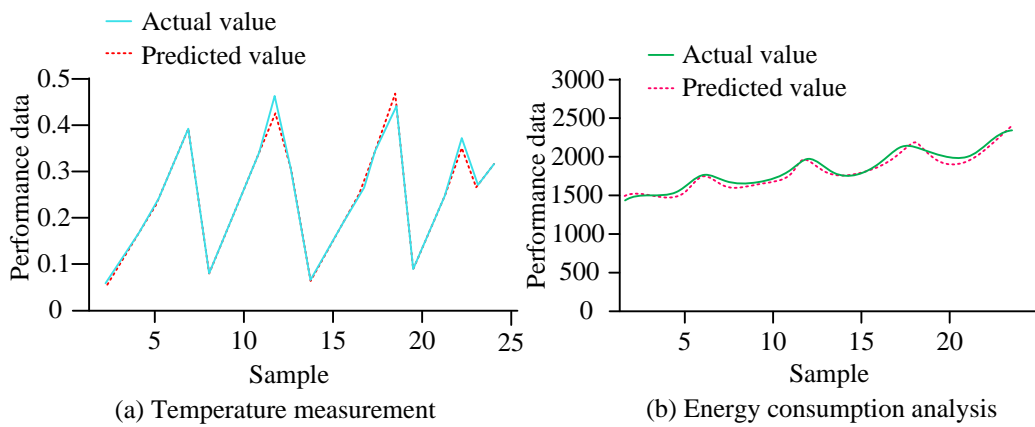 Actual value
Predicted value
0.5
0.4
0.3
0.2
0.1
0
Performance data
5
10
15
20
25
Sample
(a) Temperature measurement
Actual value
Predicted value
3000
2500
2000
1500
1000
500
0
Performance data
5
10
15
20
Sample
(b) Energy consumption analysis